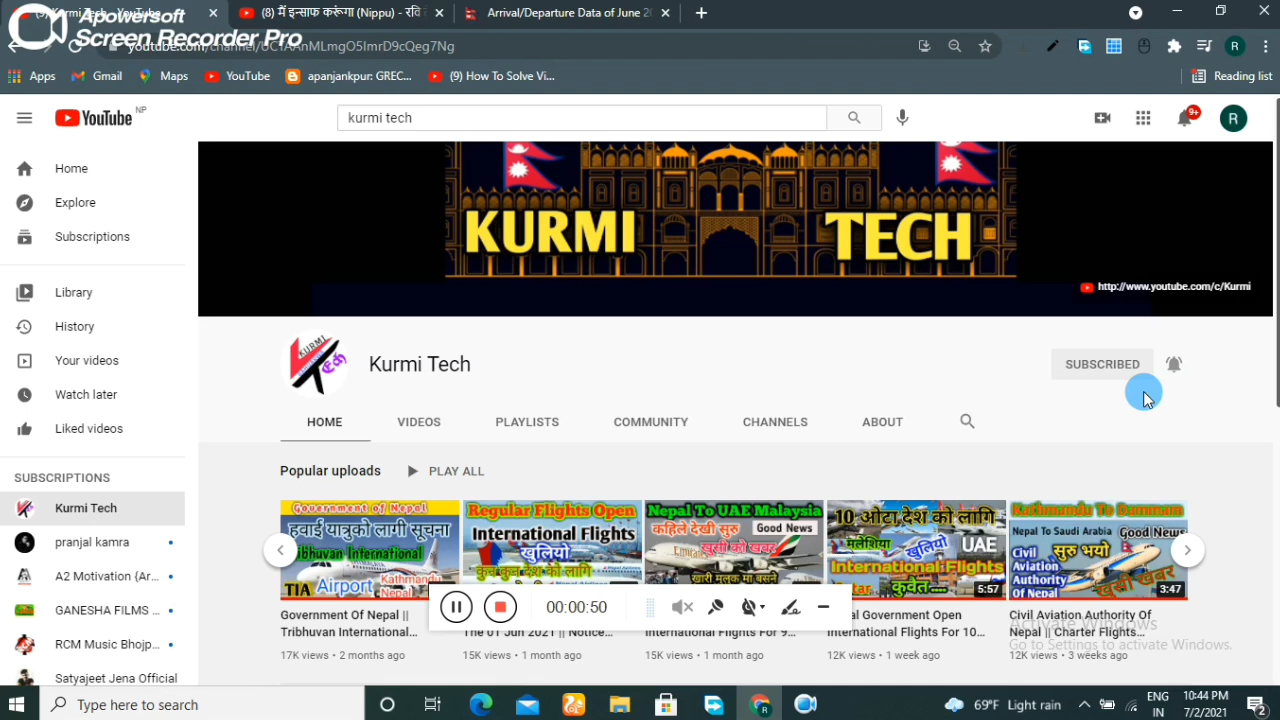 Kurmi Tech - YouTube
(8) मैं इन्साफ करूँगा (Nippu) - रवि
Arrival/Departure Data of June 20
Apowersoft
Screen Recorder Pro
Apps
Gmail
Maps
YouTube
apanjankpur: GREC...
(9) How To Solve Vi...
Reading list
YouTube NP
kurmi tech
9+
R
Home
Explore
Subscriptions
Library
History
Your videos
Watch later
Liked videos
SUBSCRIPTIONS
Kurmi Tech
pranjal kamra
A2 Motivation {Ar...
GANESHA FILMS ...
RCM Music Bhojp...
Satyajeet Jena Official
KURMI TECH
http://www.youtube.com/c/Kurmi
KURMI
Kurmi Tech
SUBSCRIBED
HOME
VIDEOS
PLAYLISTS
COMMUNITY
CHANNELS
ABOUT
Popular uploads
PLAY ALL
Government of Nepal
हवाई यात्रुको लागी सूचना
Tribhuvan International
TIA Airport Kathmandu Nepal
Regular Flights Open
International Flights
खुलियो
कुन कुन देश को लागि
Nepal To UAE Malaysia
कहिले देखी सुरु
Good News
खुसी को खबर
खारी मुलुक मा बसने
10 ओटा देश को लागि
मलेशिया खुलियो UAE
International Flights
कुवैत....
5:57
Kathmandu To Dammam
Nepal To Saudi Arabia Good News
Civil Aviation Authority Of Nepal
सुरु भयो
खुसी खबर
3:47
Government Of Nepal ||
Tribhuvan International...
17K views • 2 months ago
The 01 Jun 2021 || Notice...
15K views • 1 month ago
International Flights For 9...
15K views • 1 month ago
Nepal Government Open
International Flights For 10...
12K views • 1 week ago
Civil Aviation Authority Of
Nepal || Charter Flights...
12K views • 3 weeks ago
00:00:50
Activate Windows
Go to Settings to activate Windows.
Type here to search
69°F Light rain
ENG
IN
10:44 PM
7/2/2021
2